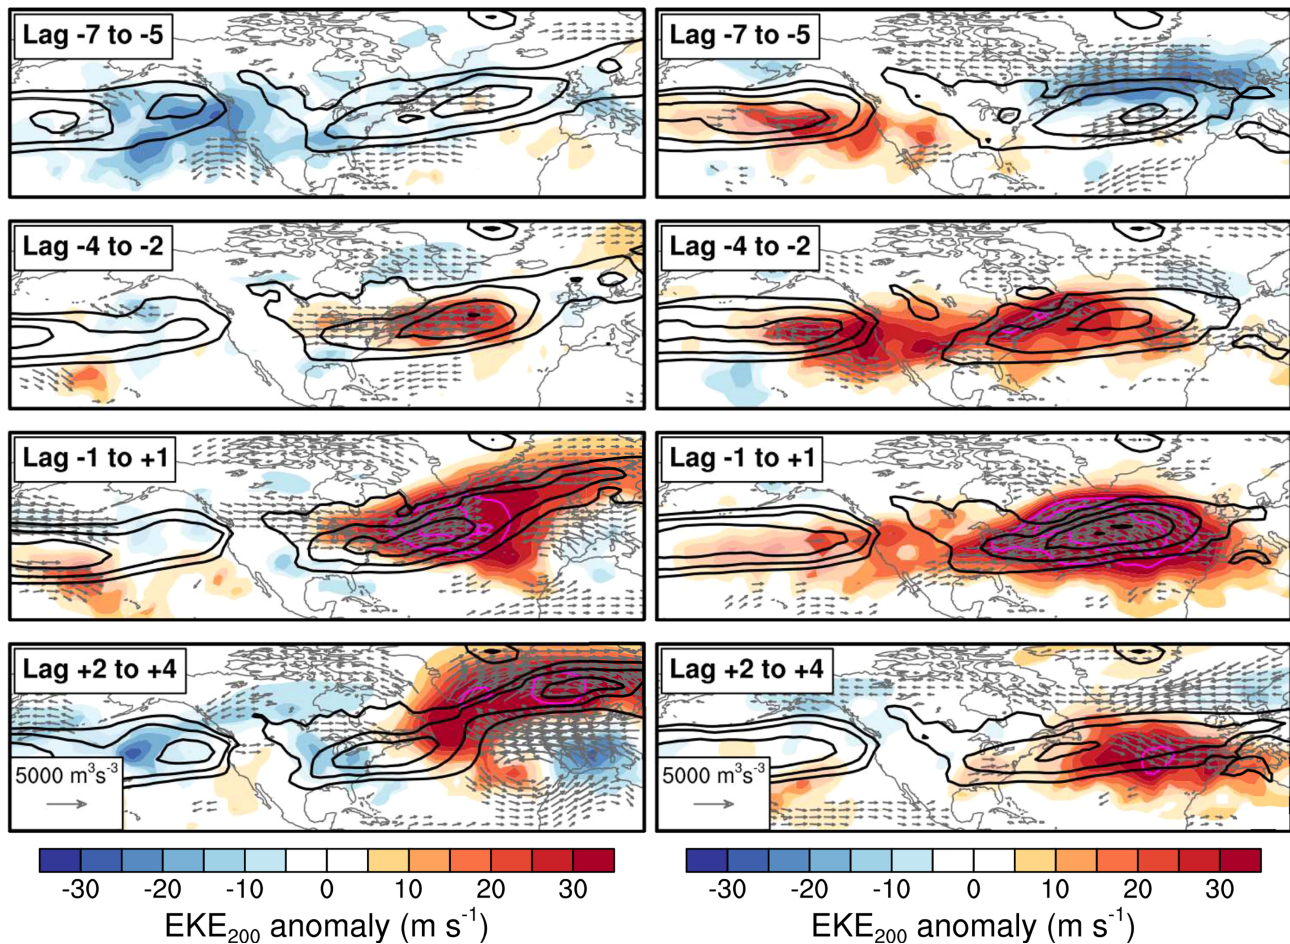 Lag -7 to -5
Lag -7 to -5
Lag -4 to -2
Lag -4 to -2
Lag -1 to +1
Lag -1 to +1
Lag +2 to +4
5000 m³s⁻³
Lag +2 to +4
5000 m³s⁻³
-30 -20 -10 0 10 20 30
EKE₂₀₀ anomaly (m s⁻¹)
-30 -20 -10 0 10 20 30
EKE₂₀₀ anomaly (m s⁻¹)